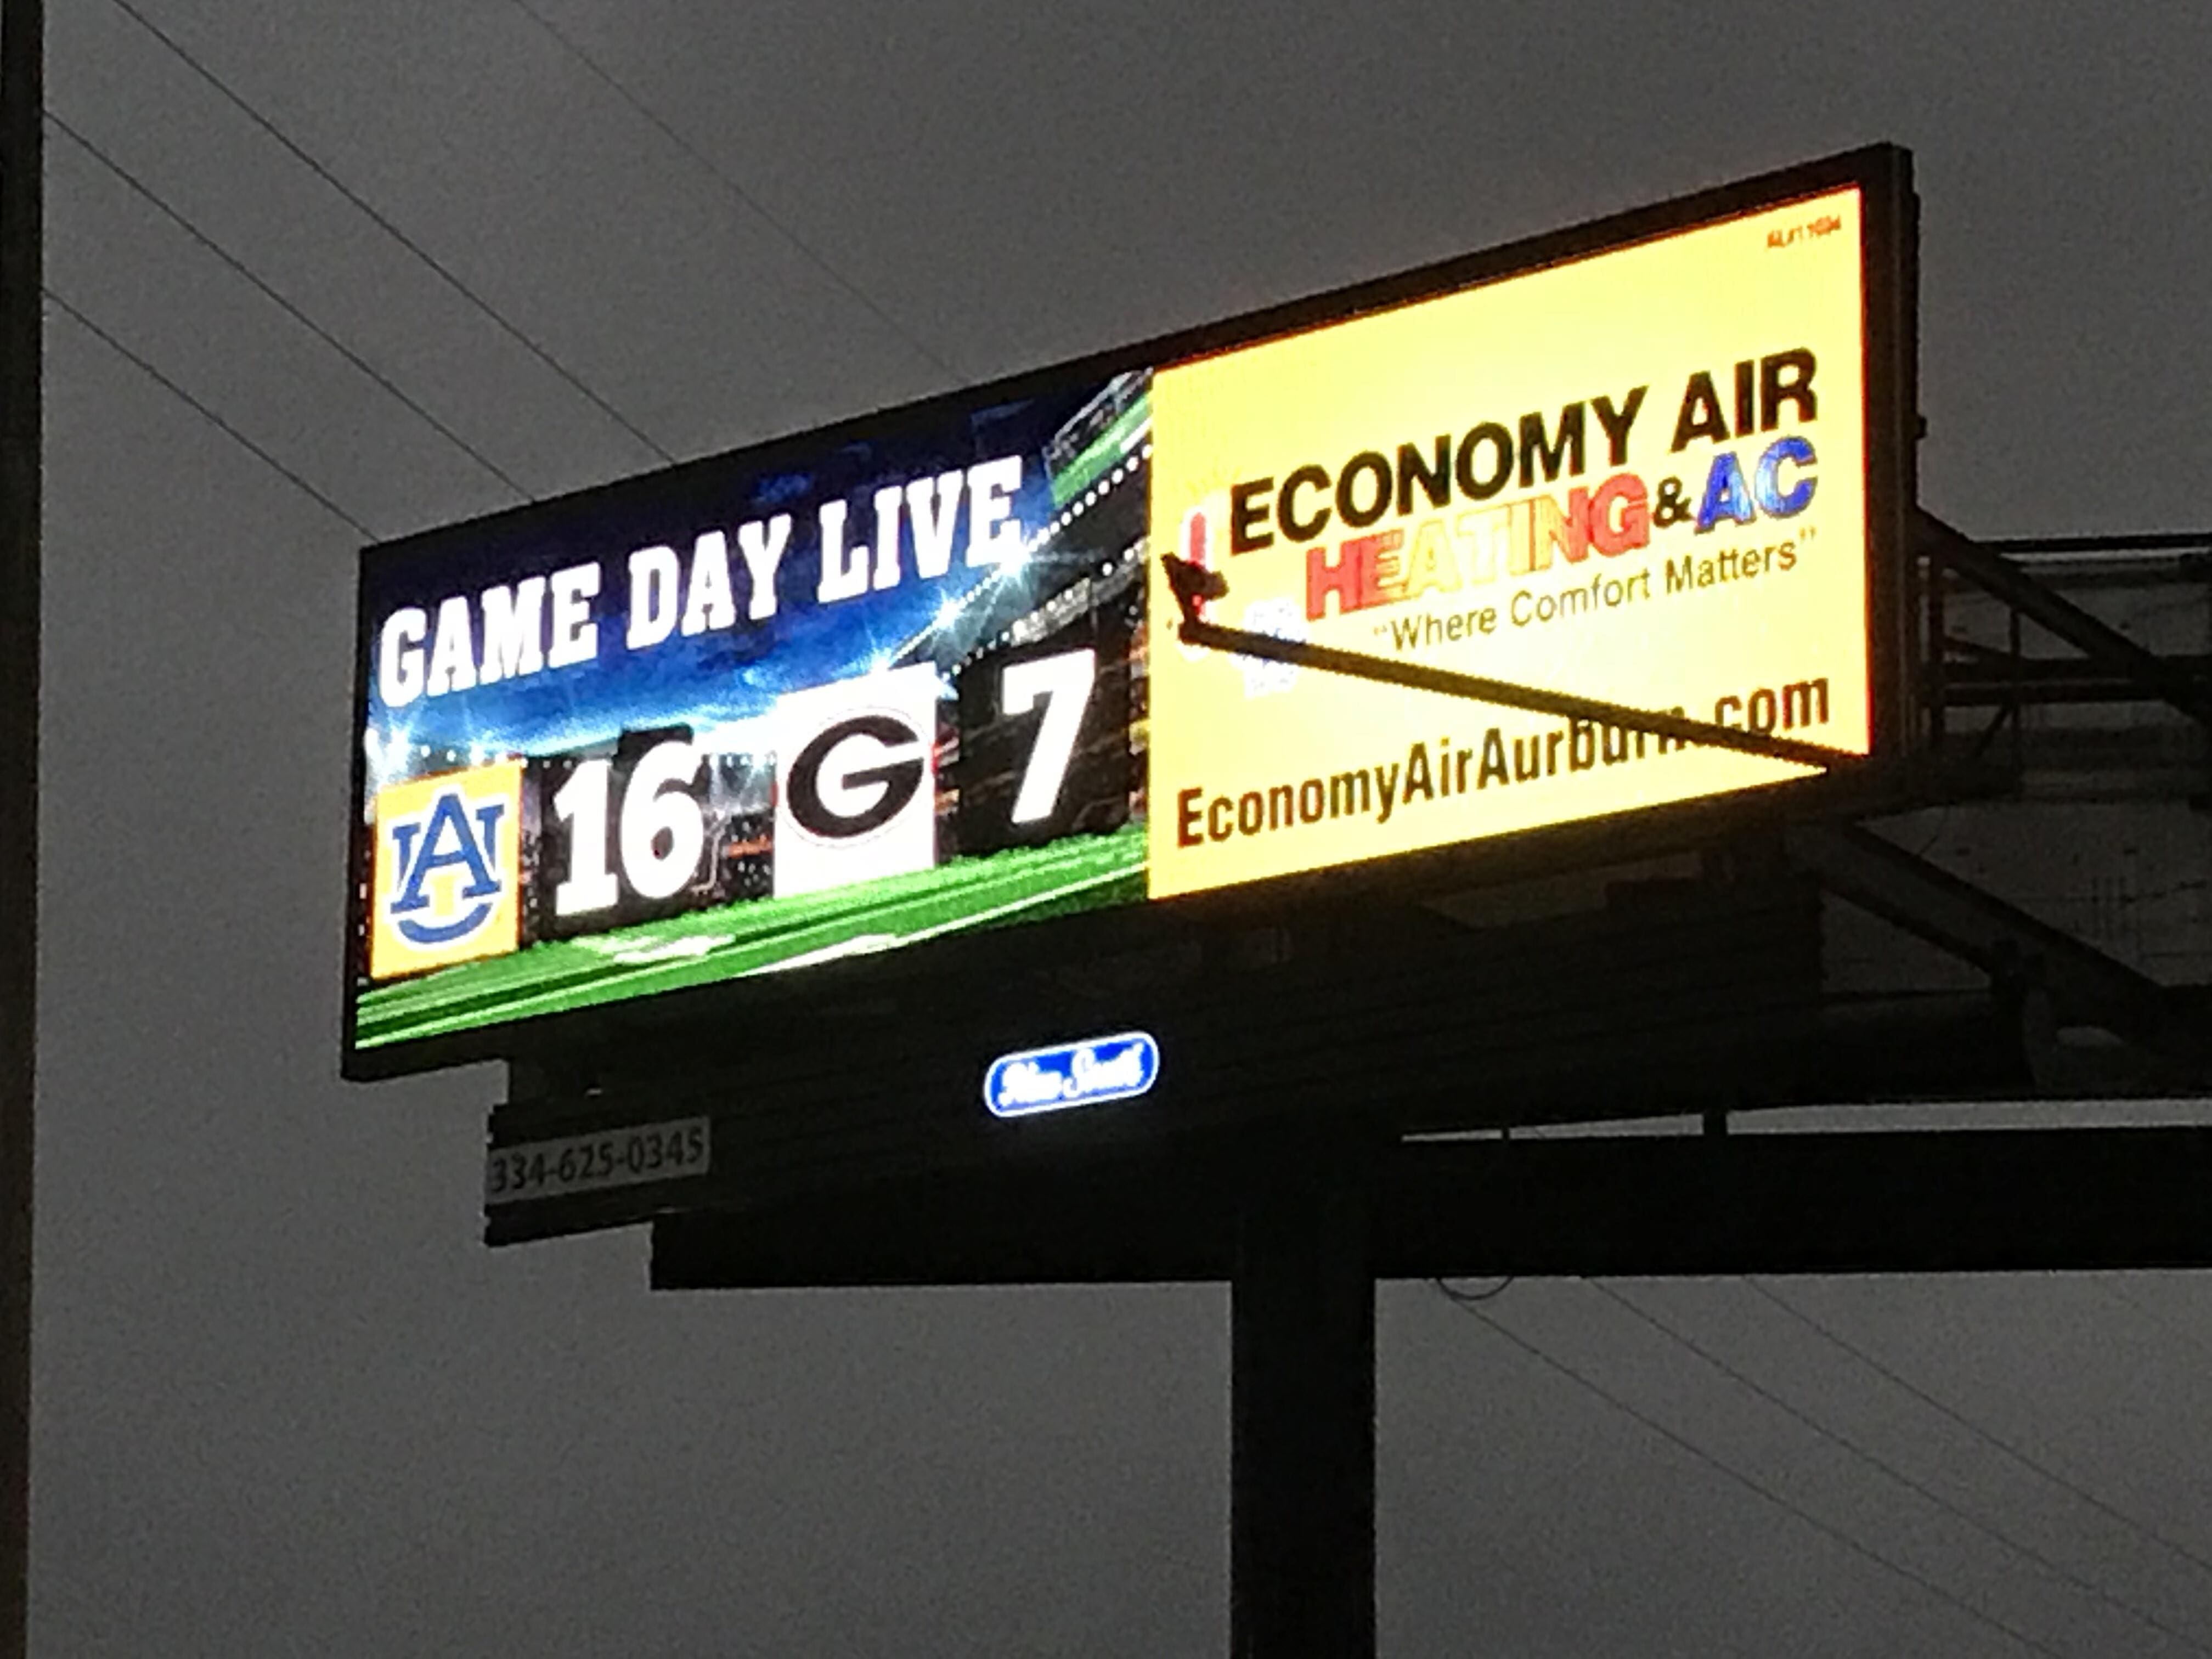 GAME DAY LIVE
AU 16 G 7
ECONOMY AIR
HEATING & AC
"Where Comfort Matters"
EconomyAirAurburn.com
334-625-0345